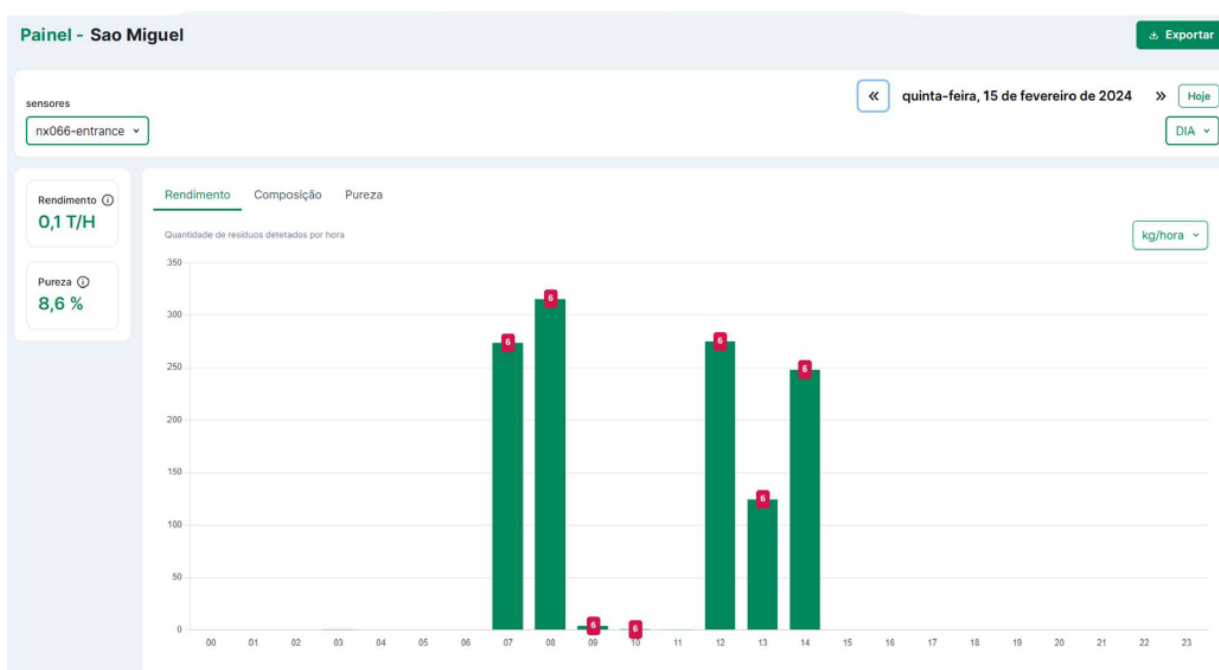 Painel - Sao Miguel
Exportar
sensores
nx066-entrance
quinta-feira, 15 de fevereiro de 2024
Hoje
DIA
Rendimento
0,1 T/H
Pureza
8,6 %
Rendimento Composição Pureza
Quantidade de resíduos detetados por hora
kg/hora
350
300
250
200
150
100
50
0
6
6
6
6
6
6
6
00 01 02 03 04 05 06 07 08 09 10 11 12 13 14 15 16 17 18 19 20 21 22 23